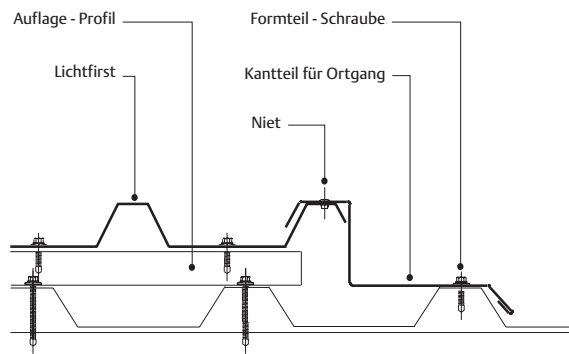 Auflage - Profil
Formteil - Schraube
Lichtfirst
Kantteil für Ortgang
Niet